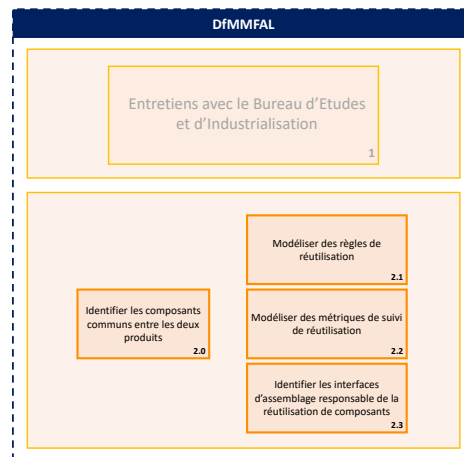 DfMMFAL
Entretiens avec le Bureau d'Etudes
et d'Industrialisation
1
Modéliser des règles de
réutilisation
2.1
Identifier les composants
communs entre les deux
produits
2.0
Modéliser des métriques de suivi
de réutilisation
2.2
Identifier les interfaces
d'assemblage responsable de la
réutilisation de composants
2.3